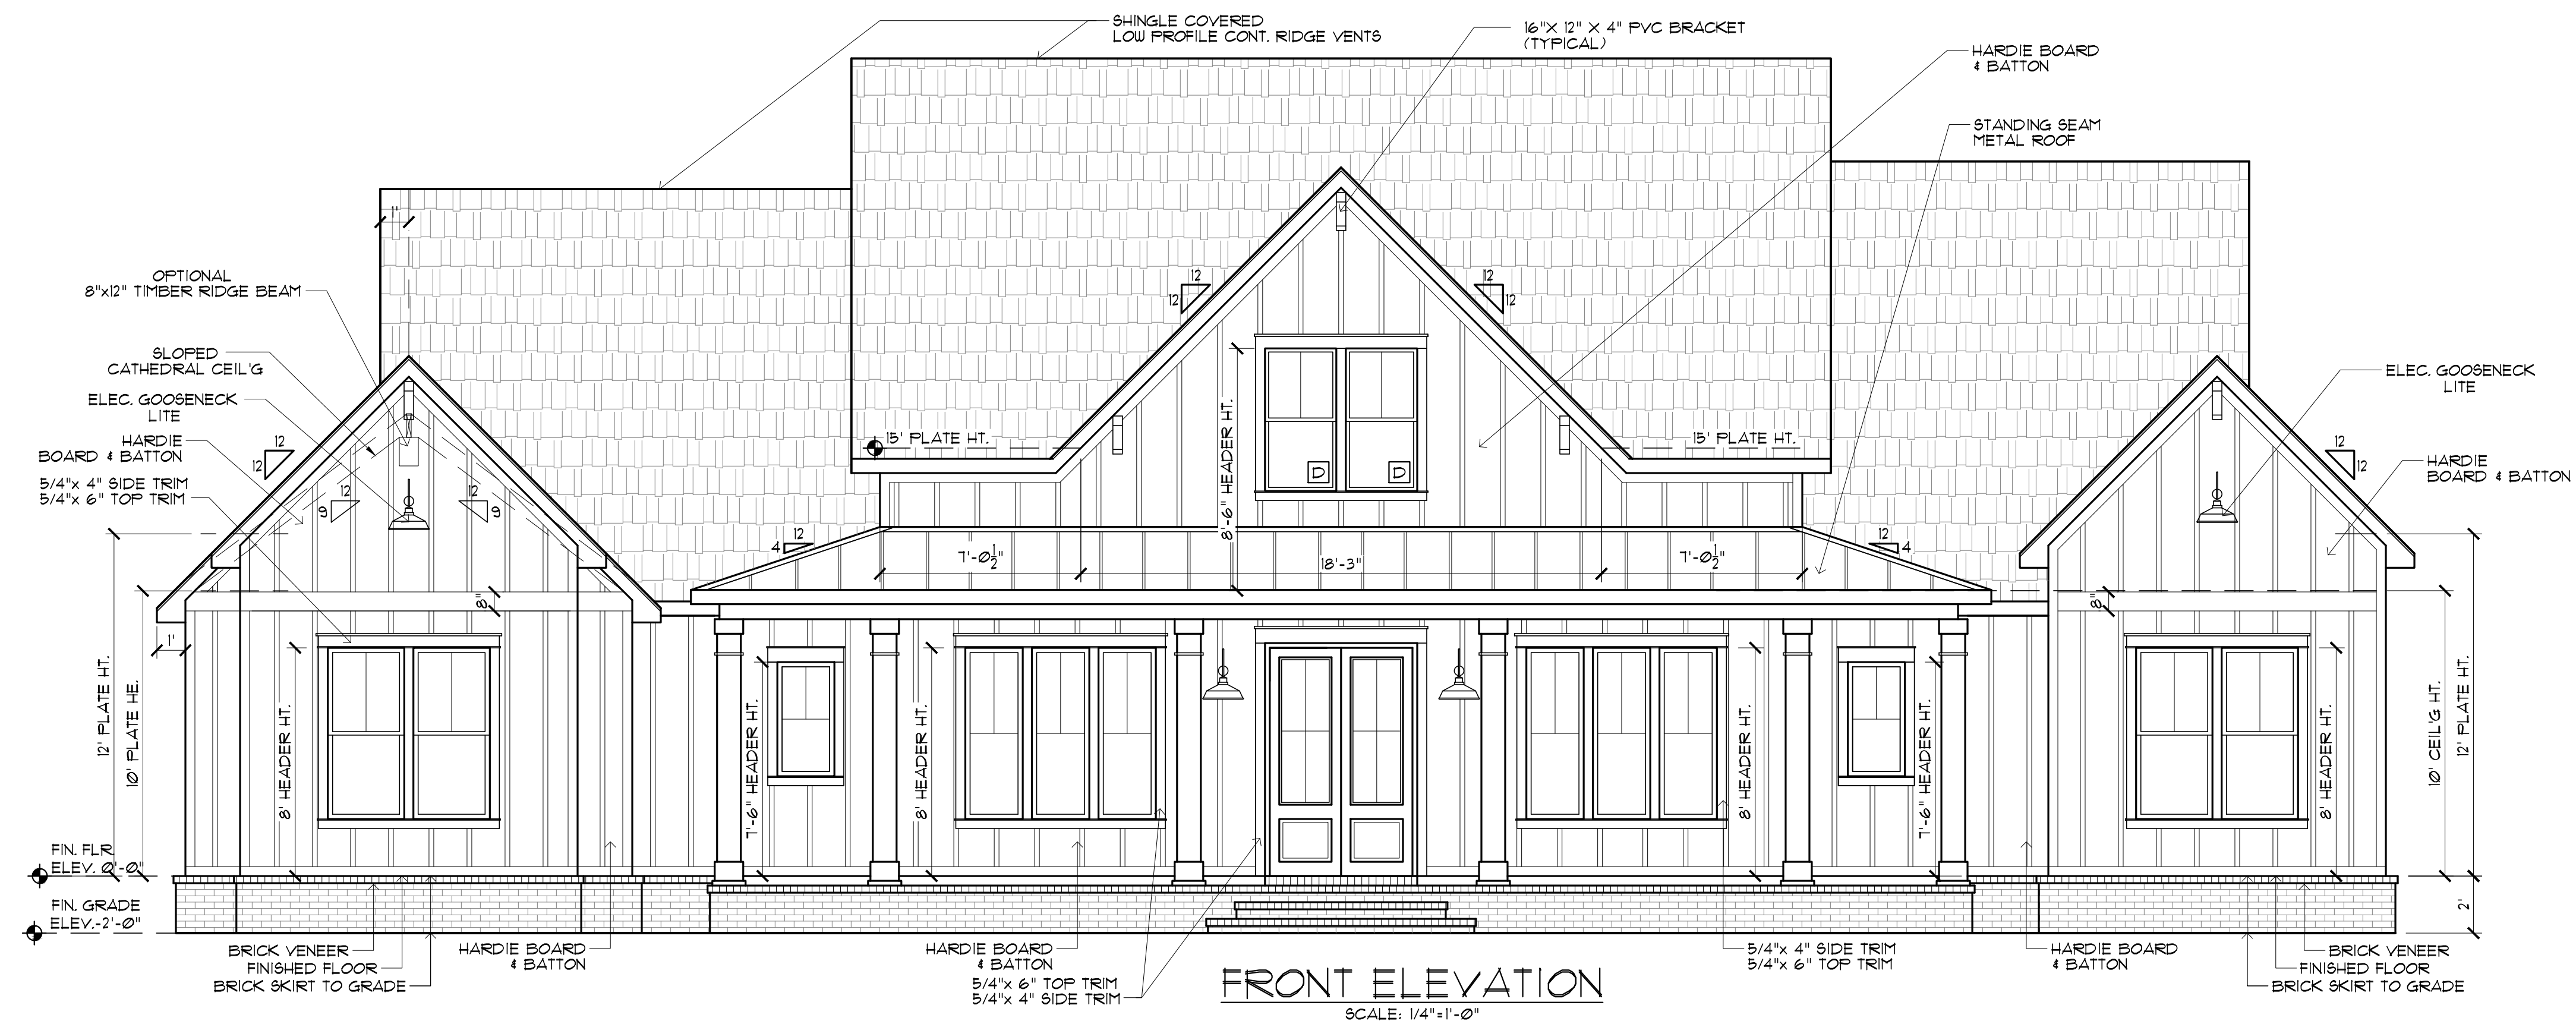 SHINGLE COVERED
LOW PROFILE CONT. RIDGE VENTS
16"X 12" X 4" PVC BRACKET
(TYPICAL)
HARDIE BOARD
& BATTON
STANDING SEAM
METAL ROOF
1'
OPTIONAL
8"x12" TIMBER RIDGE BEAM
SLOPED
CATHEDRAL CEIL'G
ELEC. GOOSENECK
LITE
HARDIE
BOARD & BATTON
5/4"x 4" SIDE TRIM
5/4"x 6" TOP TRIM
12
12
12
9
12
9
12
12
12
12
15' PLATE HT.
15' PLATE HT.
8'-6" HEADER HT.
D
D
ELEC. GOOSENECK
LITE
12
12
HARDIE
BOARD & BATTON
12
4
12
4
7'-0 1/2"
18'-3"
7'-0 1/2"
8"
8"
1'
12' PLATE HT.
10' PLATE HE.
8' HEADER HT.
7'-6" HEADER HT.
8' HEADER HT.
8' HEADER HT.
7'-6" HEADER HT.
8' HEADER HT.
10' CEIL'G HT.
12' PLATE HT.
2'
FIN. FLR.
ELEV. 0'-0"
FIN. GRADE
ELEV.-2'-0"
BRICK VENEER
FINISHED FLOOR
BRICK SKIRT TO GRADE
HARDIE BOARD
& BATTON
HARDIE BOARD
& BATTON
5/4"x 6" TOP TRIM
5/4"x 4" SIDE TRIM
5/4"x 4" SIDE TRIM
5/4"x 6" TOP TRIM
HARDIE BOARD
& BATTON
BRICK VENEER
FINISHED FLOOR
BRICK SKIRT TO GRADE
FRONT ELEVATION
SCALE: 1/4"=1'-0"